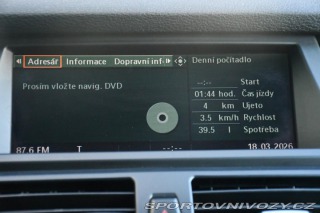 Adresář Informace Dopravní inf
Denní počítadlo
Prosím vložte navig. DVD
--:-- Start
01:44 hod. Čas jízdy
4 km Ujeto
3.5 km/h Rychlost
39.5 l Spotřeba
87.6 FM T --:-- 18.03.2026
SPORTOVNIVOZY.CZ